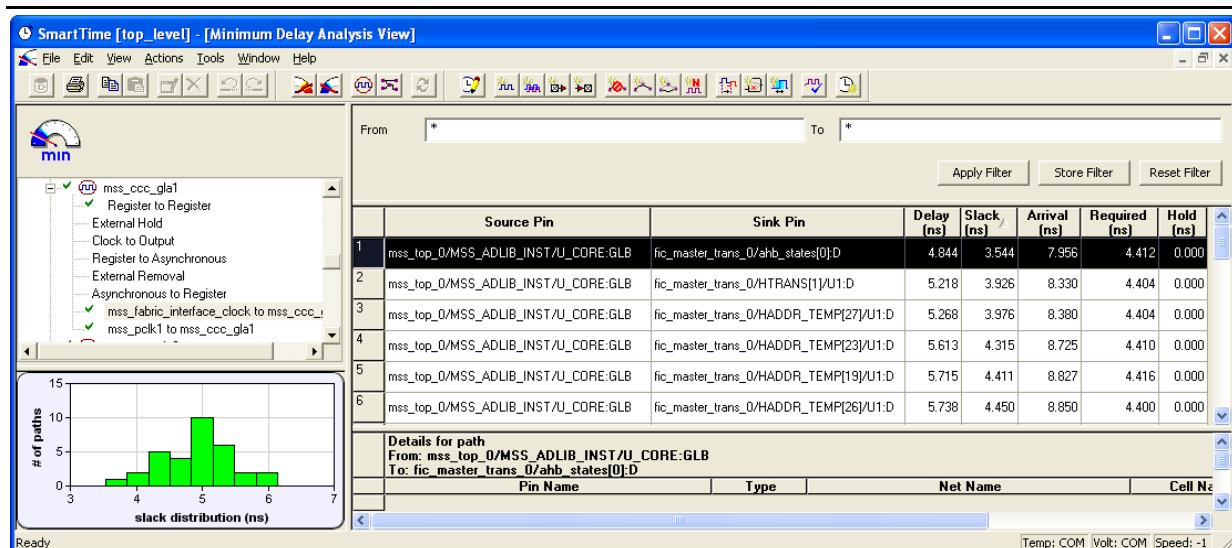 SmartTime [top_level] - [Minimum Delay Analysis View]
File Edit View Actions Tools Window Help
min
From * To *
Apply Filter Store Filter Reset Filter
mss_ccc_gla1
Register to Register
External Hold
Clock to Output
Register to Asynchronous
External Removal
Asynchronous to Register
mss_fabric_interface_clock to mss_ccc_
mss_pclk1 to mss_ccc_gla1
Source Pin Sink Pin Delay (ns) Slack (ns) Arrival (ns) Required (ns) Hold (ns)
1 mss_top_0/MSS_ADLIB_INST/U_CORE:GLB fic_master_trans_0/ahb_states[0]:D 4.844 3.544 7.956 4.412 0.000
2 mss_top_0/MSS_ADLIB_INST/U_CORE:GLB fic_master_trans_0/HTRANS[1]/U1:D 5.218 3.926 8.330 4.404 0.000
3 mss_top_0/MSS_ADLIB_INST/U_CORE:GLB fic_master_trans_0/HADDR_TEMP[27]/U1:D 5.268 3.976 8.380 4.404 0.000
4 mss_top_0/MSS_ADLIB_INST/U_CORE:GLB fic_master_trans_0/HADDR_TEMP[23]/U1:D 5.613 4.315 8.725 4.410 0.000
5 mss_top_0/MSS_ADLIB_INST/U_CORE:GLB fic_master_trans_0/HADDR_TEMP[19]/U1:D 5.715 4.411 8.827 4.416 0.000
6 mss_top_0/MSS_ADLIB_INST/U_CORE:GLB fic_master_trans_0/HADDR_TEMP[26]/U1:D 5.738 4.450 8.850 4.400 0.000
15
10
5
0
# of paths
3 4 5 6 7
slack distribution (ns)
Details for path
From: mss_top_0/MSS_ADLIB_INST/U_CORE:GLB
To: fic_master_trans_0/ahb_states[0]:D
Pin Name Type Net Name Cell Na
Ready Temp: COM Volt: COM Speed: -1